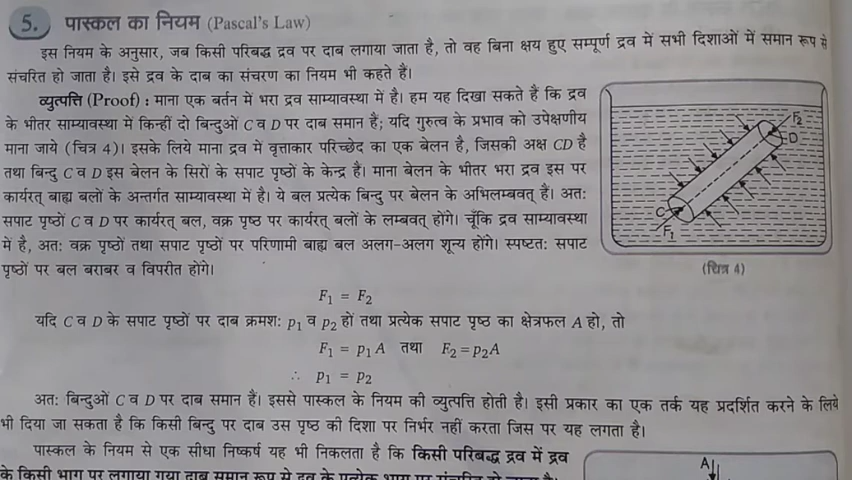 5. पास्कल का नियम (Pascal's Law)
इस नियम के अनुसार, जब किसी परिबद्ध द्रव पर दाब लगाया जाता है, तो वह बिना क्षय हुए सम्पूर्ण द्रव में सभी दिशाओं में समान रूप से
संचरित हो जाता है। इसे द्रव के दाब का संचरण का नियम भी कहते हैं।
व्युत्पत्ति (Proof) : माना एक बर्तन में भरा द्रव साम्यावस्था में है। हम यह दिखा सकते हैं कि द्रव
के भीतर साम्यावस्था में किन्हीं दो बिन्दुओं C व D पर दाब समान है; यदि गुरुत्व के प्रभाव को उपेक्षणीय
माना जाये (चित्र 4)। इसके लिये माना द्रव में वृत्ताकार परिच्छेद का एक बेलन है, जिसकी अक्ष CD है
तथा बिन्दु C व D इस बेलन के सिरों के सपाट पृष्ठों के केन्द्र हैं। माना बेलन के भीतर भरा द्रव इस पर
कार्यरत् बाह्य बलों के अन्तर्गत साम्यावस्था में है। ये बल प्रत्येक बिन्दु पर बेलन के अभिलम्बवत् हैं। अत:
सपाट पृष्ठों C व D पर कार्यरत् बल, वक्र पृष्ठ पर कार्यरत् बलों के लम्बवत् होंगे। चूँकि द्रव साम्यावस्था
में है, अत: वक्र पृष्ठों तथा सपाट पृष्ठों पर परिणामी बाह्य बल अलग-अलग शून्य होंगे। स्पष्टत: सपाट
पृष्ठों पर बल बराबर व विपरीत होंगे।
F₂
D
C
F₁
(चित्र 4)
F₁ = F₂
यदि C व D के सपाट पृष्ठों पर दाब क्रमश: p₁ व p₂ हों तथा प्रत्येक सपाट पृष्ठ का क्षेत्रफल A हो, तो
F₁ = p₁A तथा F₂ = p₂A
∴ p₁ = p₂
अत: बिन्दुओं C व D पर दाब समान हैं। इससे पास्कल के नियम की व्युत्पत्ति होती है। इसी प्रकार का एक तर्क यह प्रदर्शित करने के लिये
भी दिया जा सकता है कि किसी बिन्दु पर दाब उस पृष्ठ की दिशा पर निर्भर नहीं करता जिस पर यह लगता है।
पास्कल के नियम से एक सीधा निष्कर्ष यह भी निकलता है कि किसी परिबद्ध द्रव में द्रव
के किसी भाग पर लगाया गया दाब समान रूप से द्रव के प्रत्येक भाग पर संचरित हो जाता है।
A